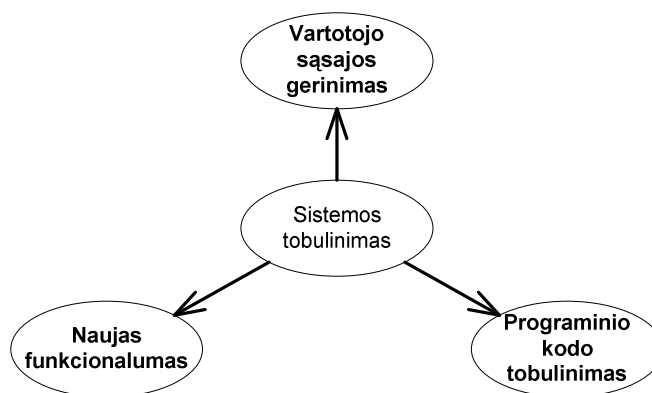 Vartotojo
sąsajos
gerinimas
Sistemos
tobulinimas
Naujas
funkcionalumas
Programinio
kodo
tobulinimas